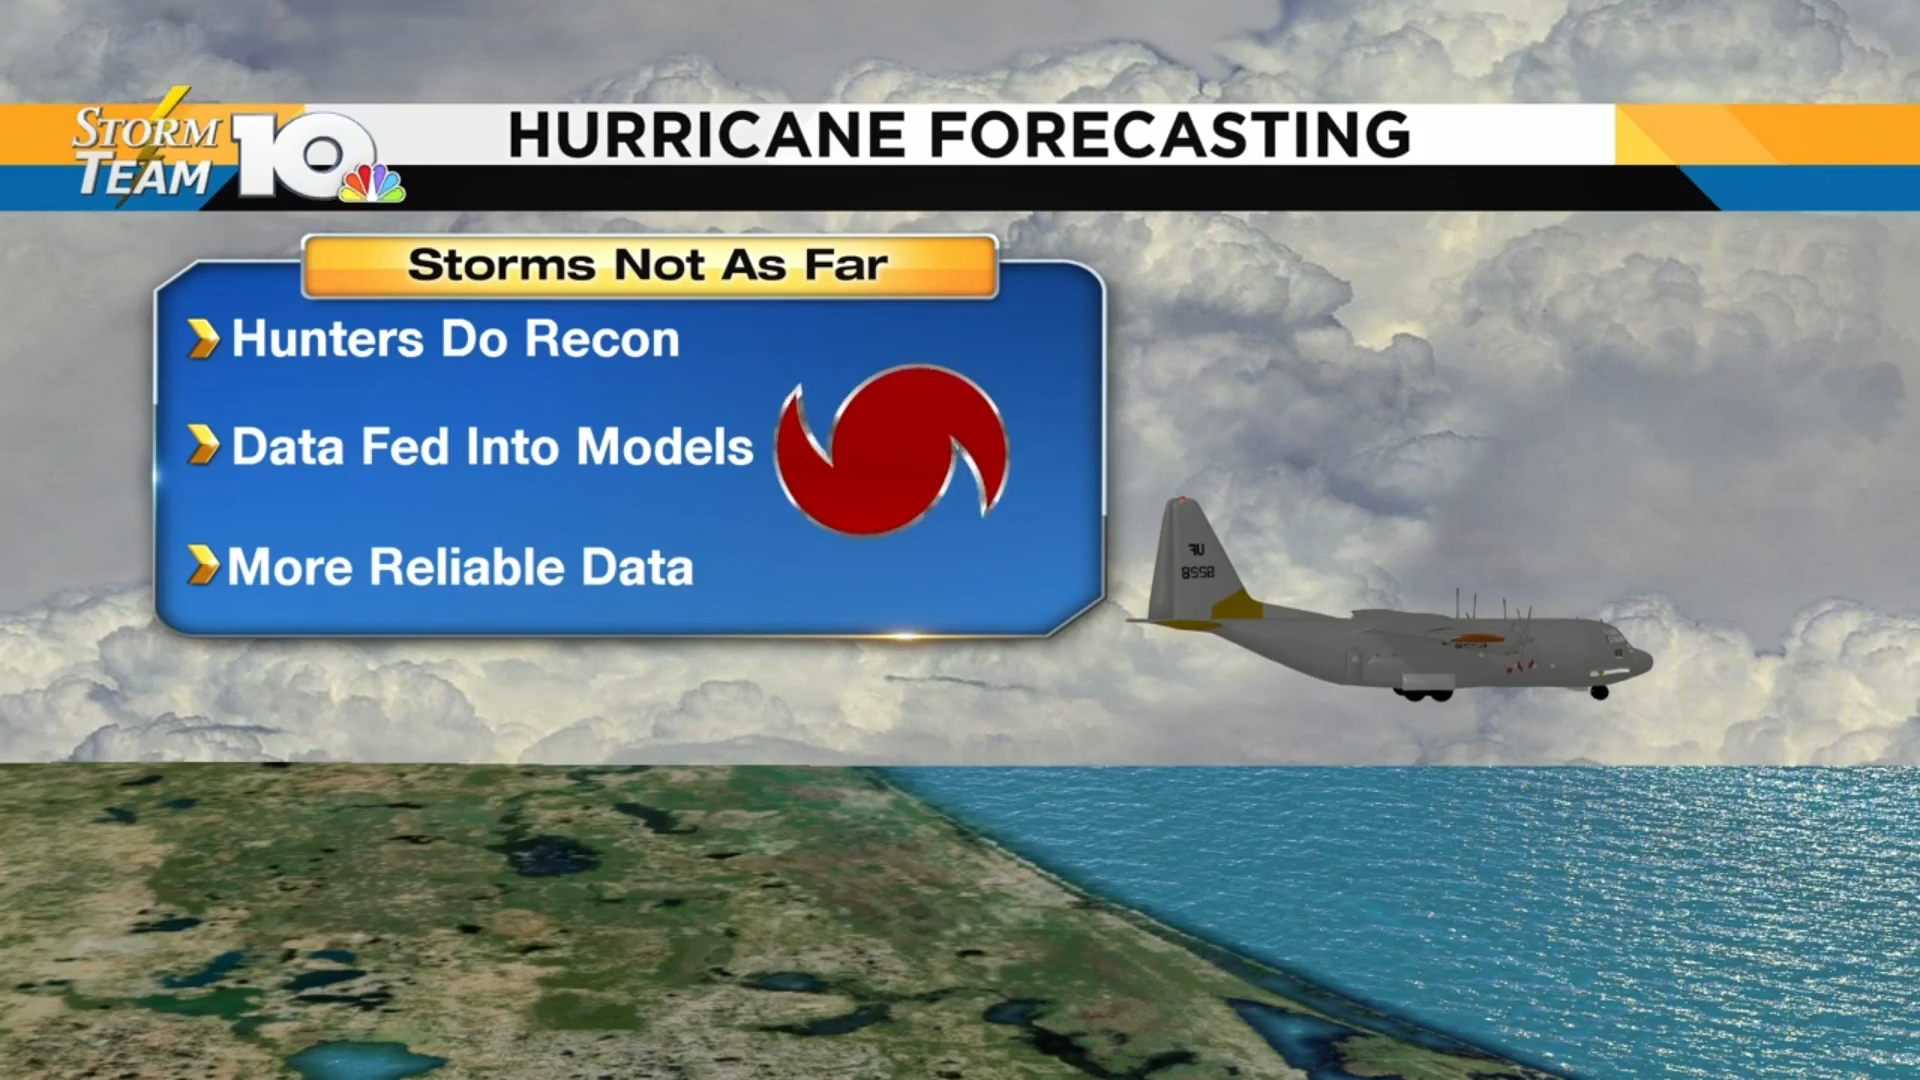 STORM
TEAM
10
HURRICANE FORECASTING
Storms Not As Far
Hunters Do Recon
Data Fed Into Models
More Reliable Data
8558